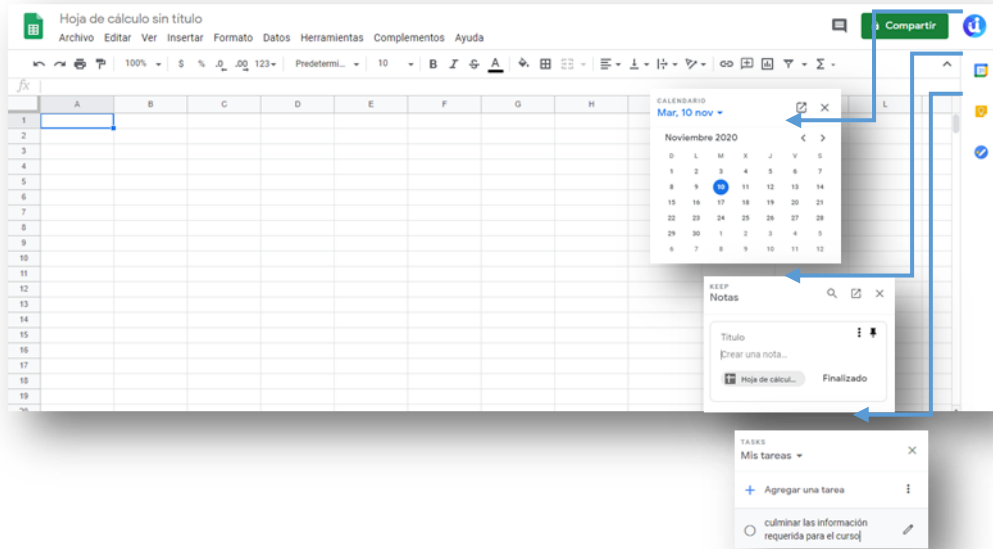 Hoja de cálculo sin título
Archivo Editar Ver Insertar Formato Datos Herramientas Complementos Ayuda
Compartir
100% $ % .0 .00 123 Predetermi... 10 B I S A
fx
A B C D E F G H L
1
2
3
4
5
6
7
8
9
10
11
12
13
14
15
16
17
18
19
20
CALENDARIO
Mar, 10 nov
Noviembre 2020
D L M X J V S
1 2 3 4 5 6 7
8 9 10 11 12 13 14
15 16 17 18 19 20 21
22 23 24 25 26 27 28
29 30 1 2 3 4 5
6 7 8 9 10 11 12
KEEP
Notas
Título
Crear una nota...
Hoja de cálcul...
Finalizado
TASKS
Mis tareas
Agregar una tarea
culminar las información
requerida para el curso